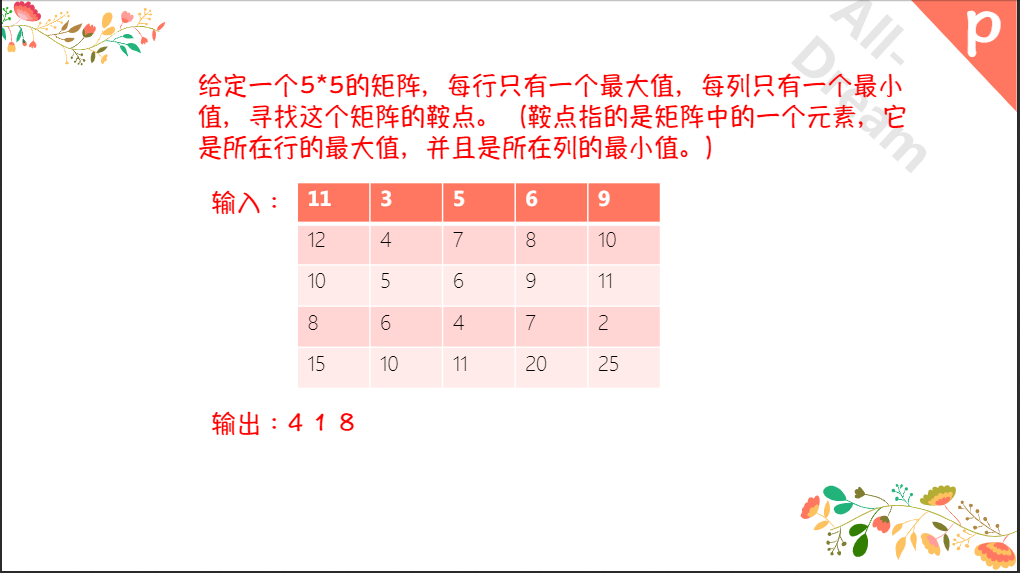 p
All-
Dream
给定一个5*5的矩阵，每行只有一个最大值，每列只有一个最小
值，寻找这个矩阵的鞍点。（鞍点指的是矩阵中的一个元素，它
是所在行的最大值，并且是所在列的最小值。）
输入：
11 3 5 6 9
12 4 7 8 10
10 5 6 9 11
8 6 4 7 2
15 10 11 20 25
输出：4 1 8